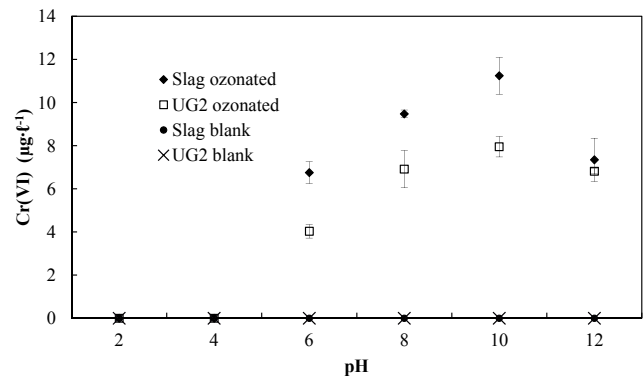 14
12
10
8
6
4
2
0
Cr(VI) (µg·ℓ⁻¹)
Slag ozonated
UG2 ozonated
Slag blank
UG2 blank
2 4 6 8 10 12
pH